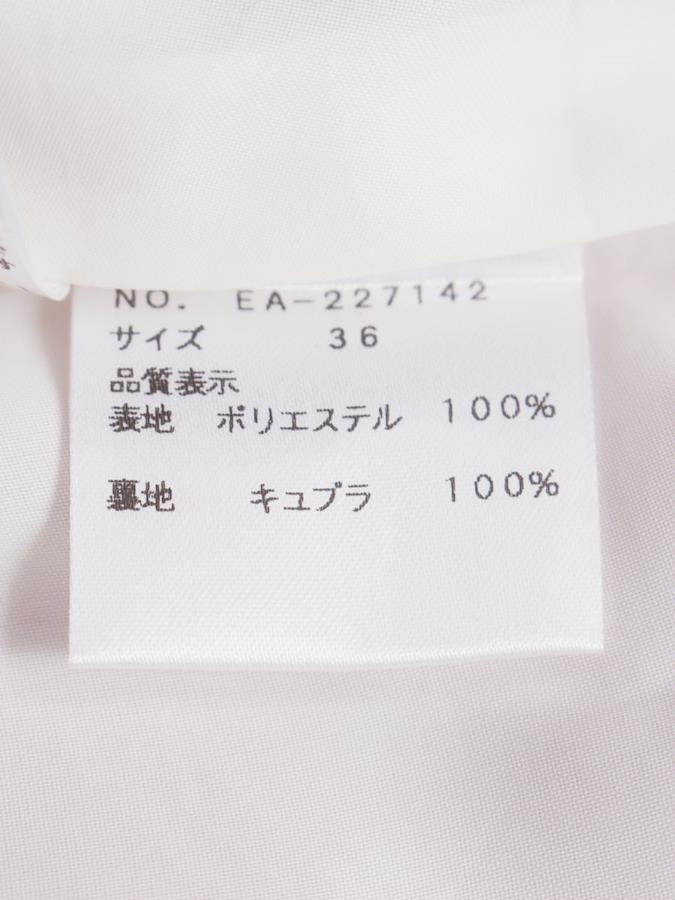 NO. EA-227142
サイズ 36
品質表示
表地 ポリエステル 100%
裏地 キュプラ 100%